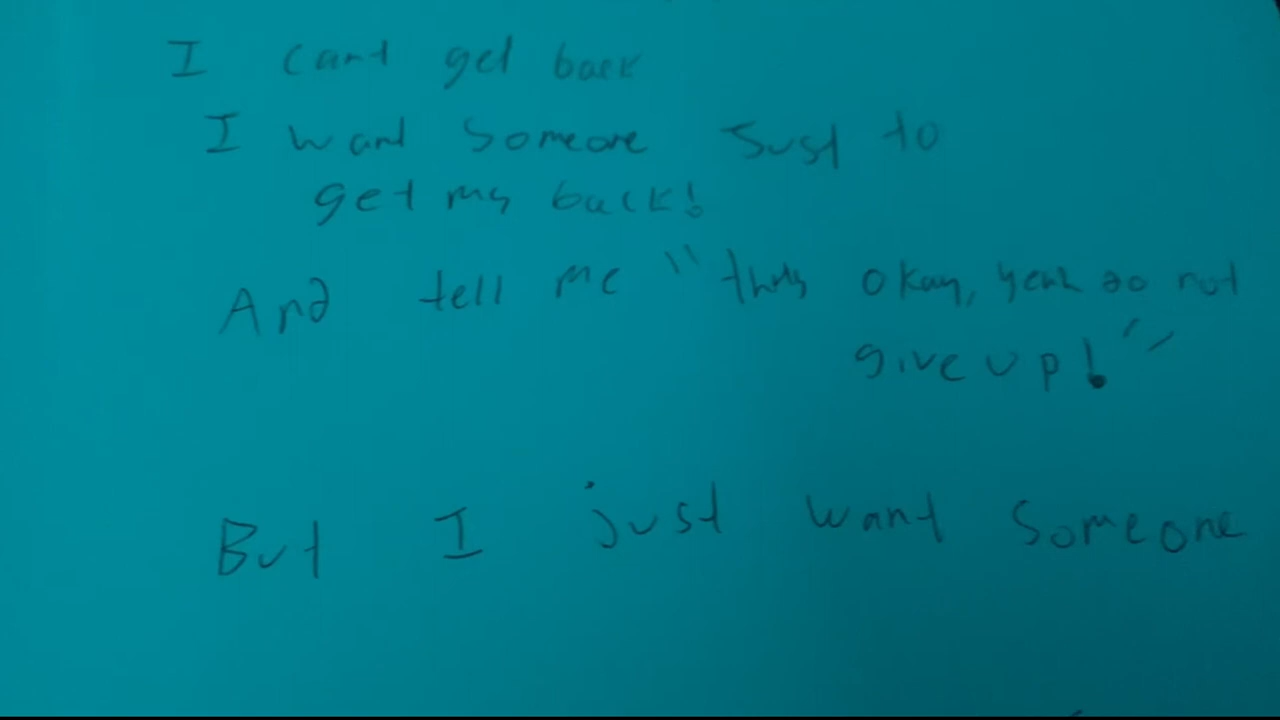 I cant get back
I want someone Just to
get my back!
And tell me "thats okay, yeah do not
give up!"
But I just want someone